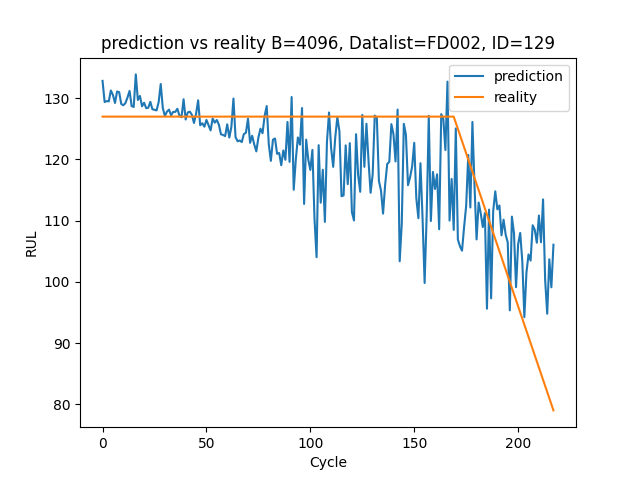 prediction vs reality B=4096, Datalist=FD002, ID=129
prediction
reality
130
120
110
100
90
80
RUL
0
50
100
150
200
Cycle